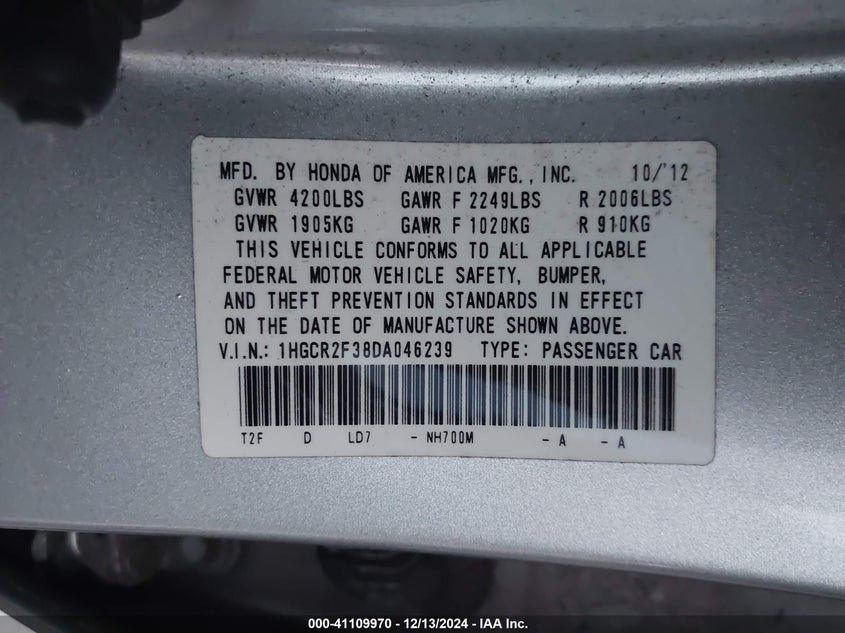 MFD. BY HONDA OF AMERICA MFG., INC. 10/'12
GVWR 4200LBS GAWR F 2249LBS R 2006LBS
GVWR 1905KG GAWR F 1020KG R 910KG
THIS VEHICLE CONFORMS TO ALL APPLICABLE
FEDERAL MOTOR VEHICLE SAFETY, BUMPER,
AND THEFT PREVENTION STANDARDS IN EFFECT
ON THE DATE OF MANUFACTURE SHOWN ABOVE.
V.I.N.: 1HGCR2F38DA046239 TYPE: PASSENGER CAR
T2F D LD7 - NH700M - A - A
000-41109970 - 12/13/2024 - IAA Inc.